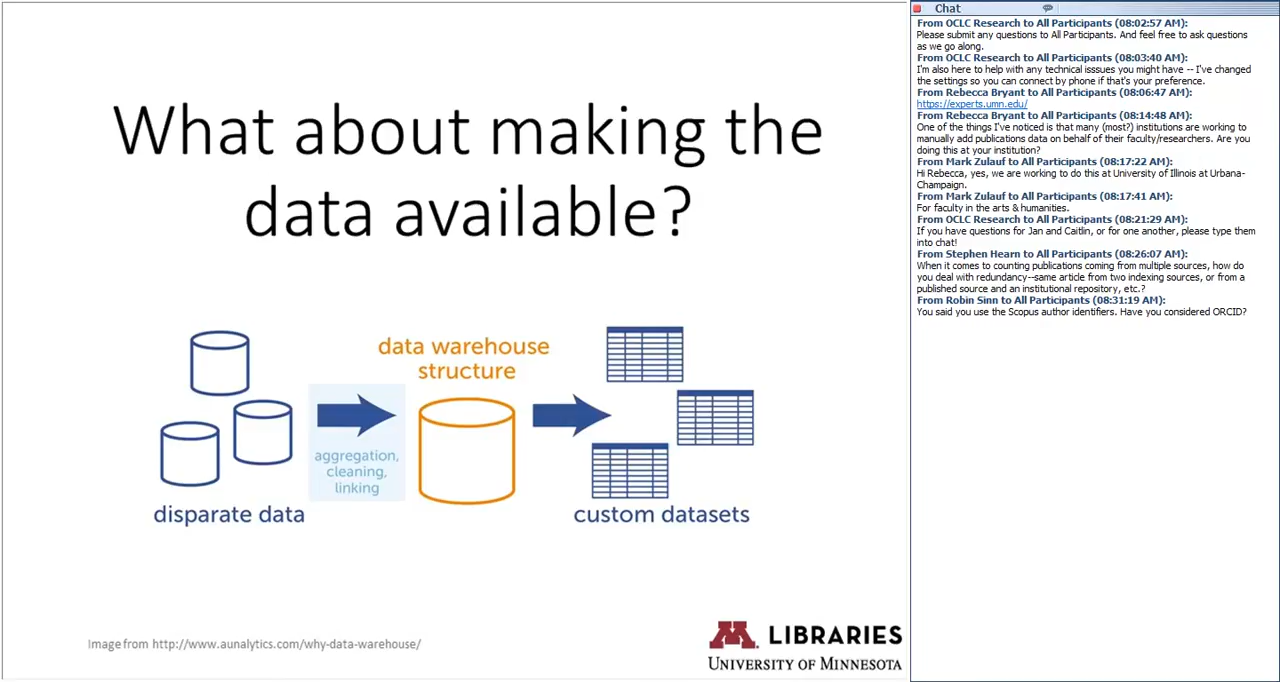 What about making the
data available?
data warehouse
structure
aggregation,
cleaning,
linking
disparate data
custom datasets
Image from http://www.aunalytics.com/why-data-warehouse/
M LIBRARIES
UNIVERSITY OF MINNESOTA
Chat
From OCLC Research to All Participants (08:02:57 AM):
Please submit any questions to All Participants. And feel free to ask questions
as we go along.
From OCLC Research to All Participants (08:03:40 AM):
I'm also here to help with any technical isssues you might have -- I've changed
the settings so you can connect by phone if that's your preference.
From Rebecca Bryant to All Participants (08:06:47 AM):
https://experts.umn.edu/
From Rebecca Bryant to All Participants (08:14:48 AM):
One of the things I've noticed is that many (most?) institutions are working to
manually add publications data on behalf of their faculty/researchers. Are you
doing this at your institution?
From Mark Zulauf to All Participants (08:17:22 AM):
Hi Rebecca, yes, we are working to do this at University of Illinois at Urbana-
Champaign.
From Mark Zulauf to All Participants (08:17:41 AM):
For faculty in the arts & humanities.
From OCLC Research to All Participants (08:21:29 AM):
If you have questions for Jan and Caitlin, or for one another, please type them
into chat!
From Stephen Hearn to All Participants (08:26:07 AM):
When it comes to counting publications coming from multiple sources, how do
you deal with redundancy--same article from two indexing sources, or from a
published source and an institutional repository, etc.?
From Robin Sinn to All Participants (08:31:19 AM):
You said you use the Scopus author identifiers. Have you considered ORCID?